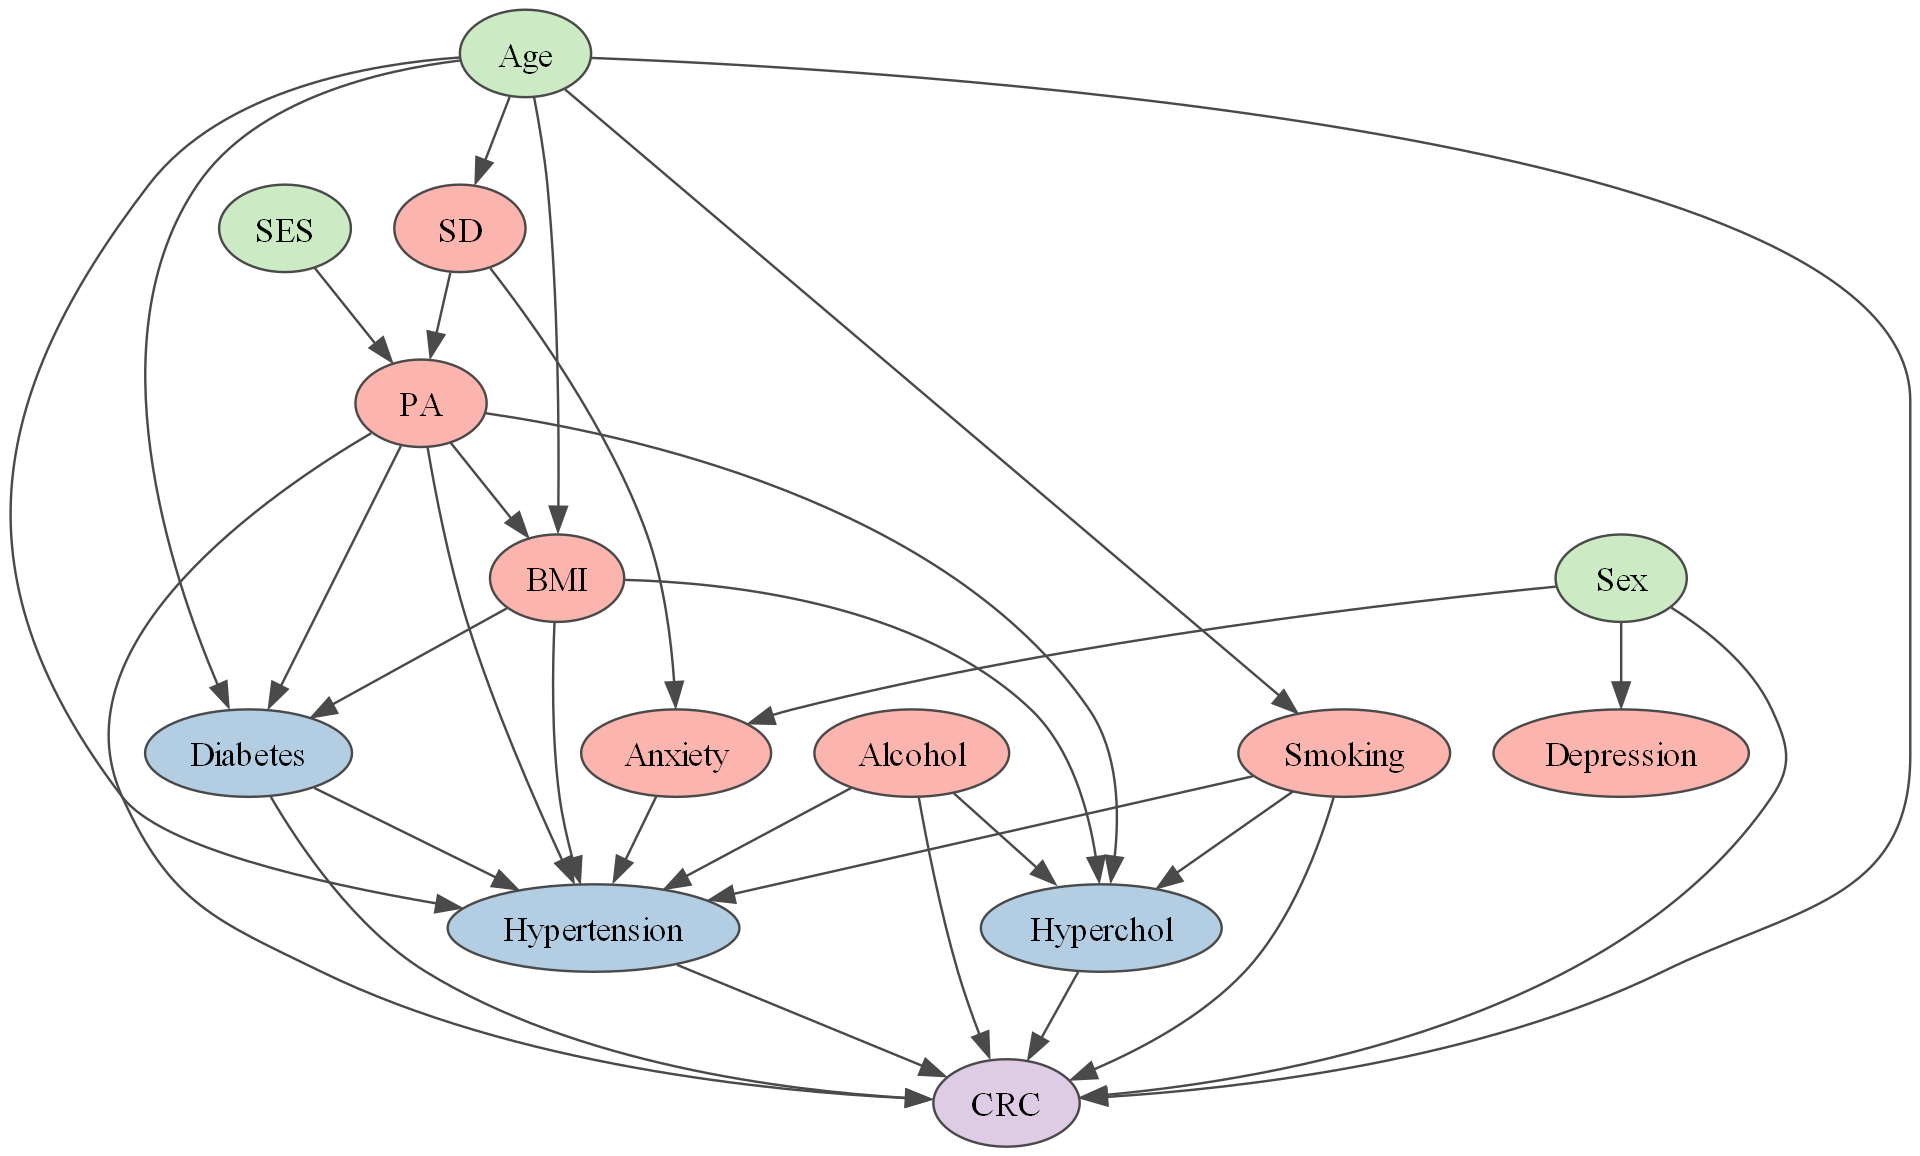 Age
SES
SD
PA
BMI
Sex
Diabetes
Anxiety
Alcohol
Smoking
Depression
Hypertension
Hyperchol
CRC